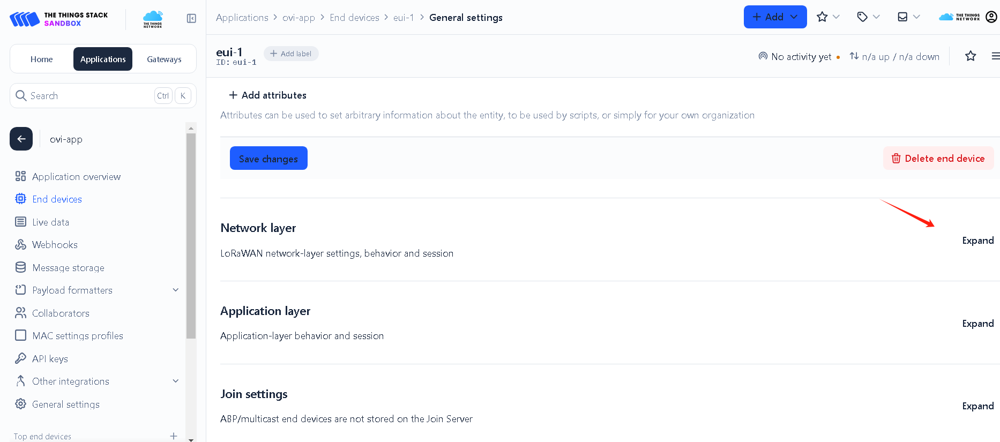 THE THINGS STACK
SANDBOX
THE THINGS
NETWORK
Applications
ovi-app
End devices
eui-1
General settings
Add
THE THINGS
NETWORK
Home
Applications
Gateways
eui-1
Add label
ID: eui-1
No activity yet
n/a up / n/a down
Search
Ctrl
K
Add attributes
Attributes can be used to set arbitrary information about the entity, to be used by scripts, or simply for your own organization
ovi-app
Save changes
Delete end device
Application overview
End devices
Live data
Webhooks
Message storage
Payload formatters
Collaborators
MAC settings profiles
API keys
Other integrations
General settings
Top end devices
Network layer
LoRaWAN network-layer settings, behavior and session
Expand
Application layer
Application-layer behavior and session
Expand
Join settings
ABP/multicast end devices are not stored on the Join Server
Expand